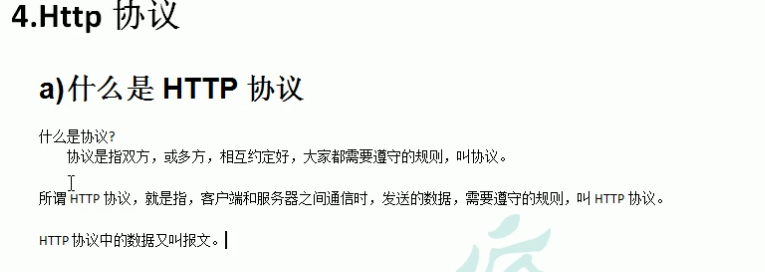 4.Http 协议
a)什么是 HTTP 协议
什么是协议?
协议是指双方，或多方，相互约定好，大家都需要遵守的规则，叫协议。
所谓 HTTP 协议，就是指，客户端和服务器之间通信时，发送的数据，需要遵守的规则，叫 HTTP 协议。
HTTP 协议中的数据又叫报文。